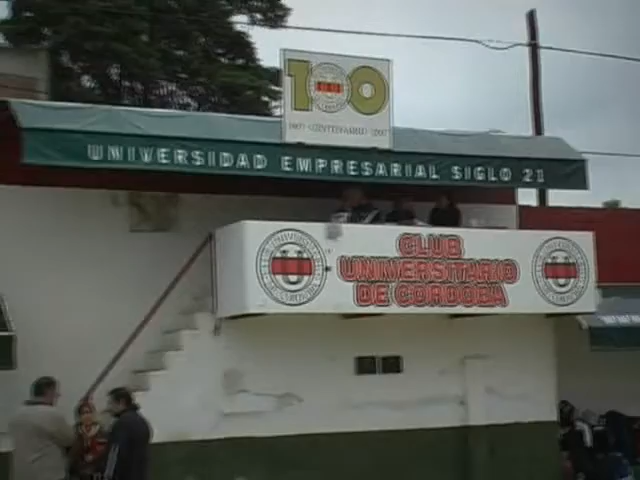 100
1907 CENTENARIO 2007
UNIVERSIDAD EMPRESARIAL SIGLO 21
CLUB
UNIVERSITARIO
DE CORDOBA